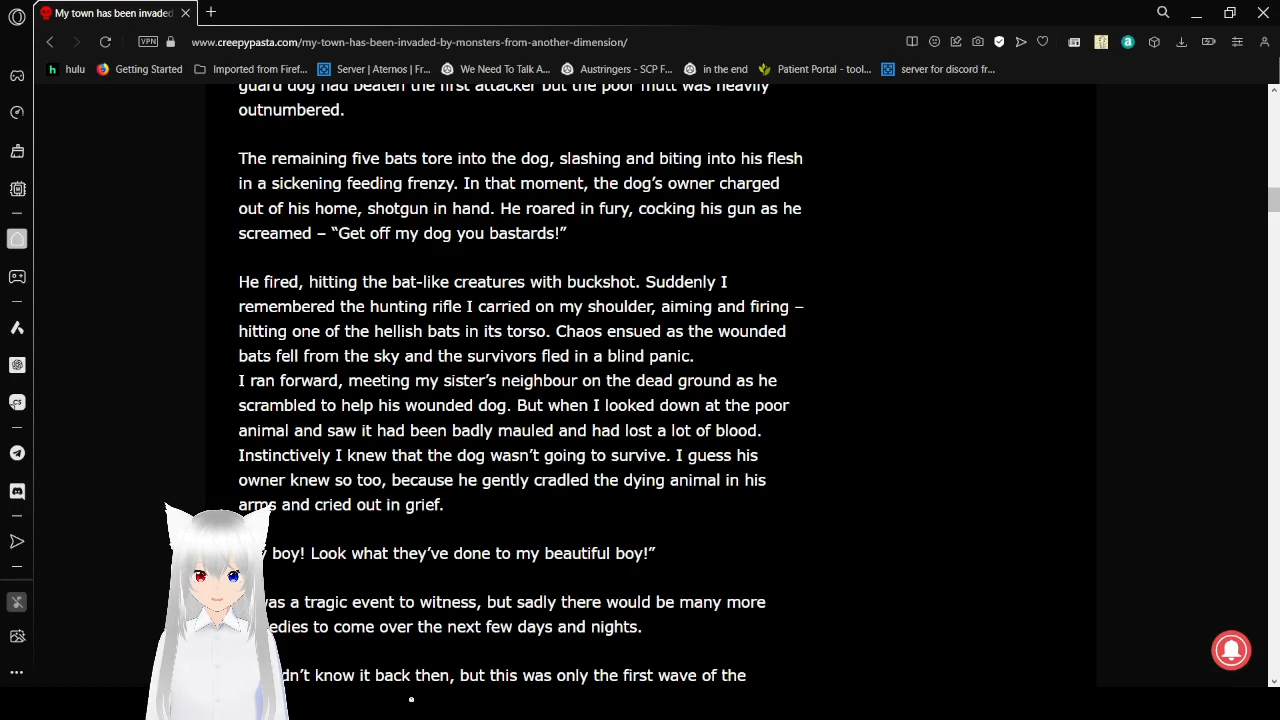 My town has been invaded
www.creepypasta.com/my-town-has-been-invaded-by-monsters-from-another-dimension/
VPN
hulu
Getting Started
Imported from Firef...
Server | Aternos | Fr...
We Need To Talk A...
Austringers - SCP F...
in the end
Patient Portal - tool...
server for discord fr...
guard dog had beaten the first attacker but the poor mutt was heavily
outnumbered.
The remaining five bats tore into the dog, slashing and biting into his flesh
in a sickening feeding frenzy. In that moment, the dog’s owner charged
out of his home, shotgun in hand. He roared in fury, cocking his gun as he
screamed – “Get off my dog you bastards!”
He fired, hitting the bat-like creatures with buckshot. Suddenly I
remembered the hunting rifle I carried on my shoulder, aiming and firing –
hitting one of the hellish bats in its torso. Chaos ensued as the wounded
bats fell from the sky and the survivors fled in a blind panic.
I ran forward, meeting my sister’s neighbour on the dead ground as he
scrambled to help his wounded dog. But when I looked down at the poor
animal and saw it had been badly mauled and had lost a lot of blood.
Instinctively I knew that the dog wasn’t going to survive. I guess his
owner knew so too, because he gently cradled the dying animal in his
arms and cried out in grief.
boy! Look what they’ve done to my beautiful boy!”
was a tragic event to witness, but sadly there would be many more
edies to come over the next few days and nights.
dn’t know it back then, but this was only the first wave of the